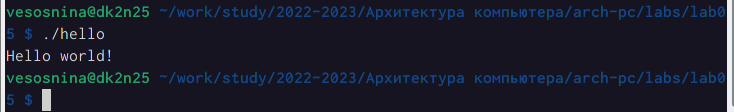 vesosnina@dk2n25 ~/work/study/2022-2023/Архитектура компьютера/arch-pc/labs/lab0
5 $ ./hello
Hello world!
vesosnina@dk2n25 ~/work/study/2022-2023/Архитектура компьютера/arch-pc/labs/lab0
5 $